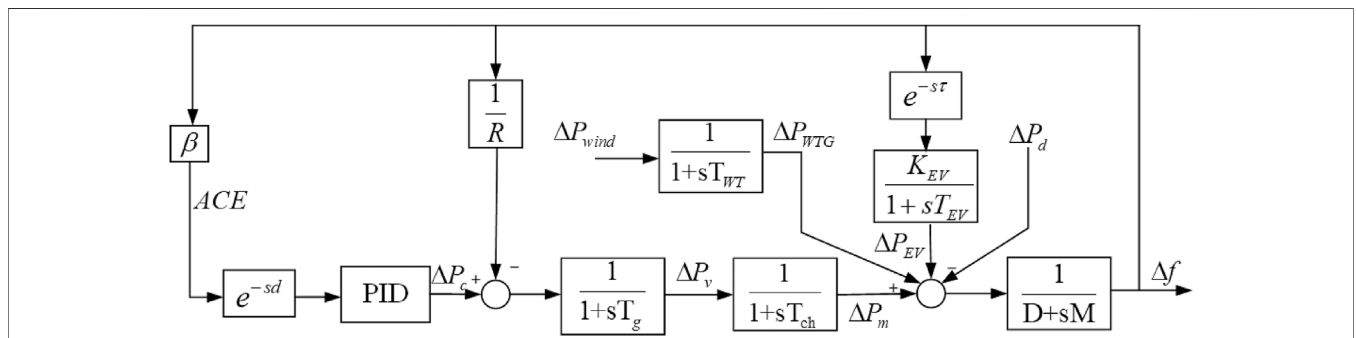 β
ACE
e^{-sd}
PID
ΔP_c +
1
R
−
1
1+sT_g
ΔP_v
1
1+sT_ch
ΔP_m
+
ΔP_wind
1
1+sT_WT
ΔP_WTG
e^{-sτ}
K_EV
1+sT_EV
ΔP_EV
ΔP_d
−
1
D+sM
Δf